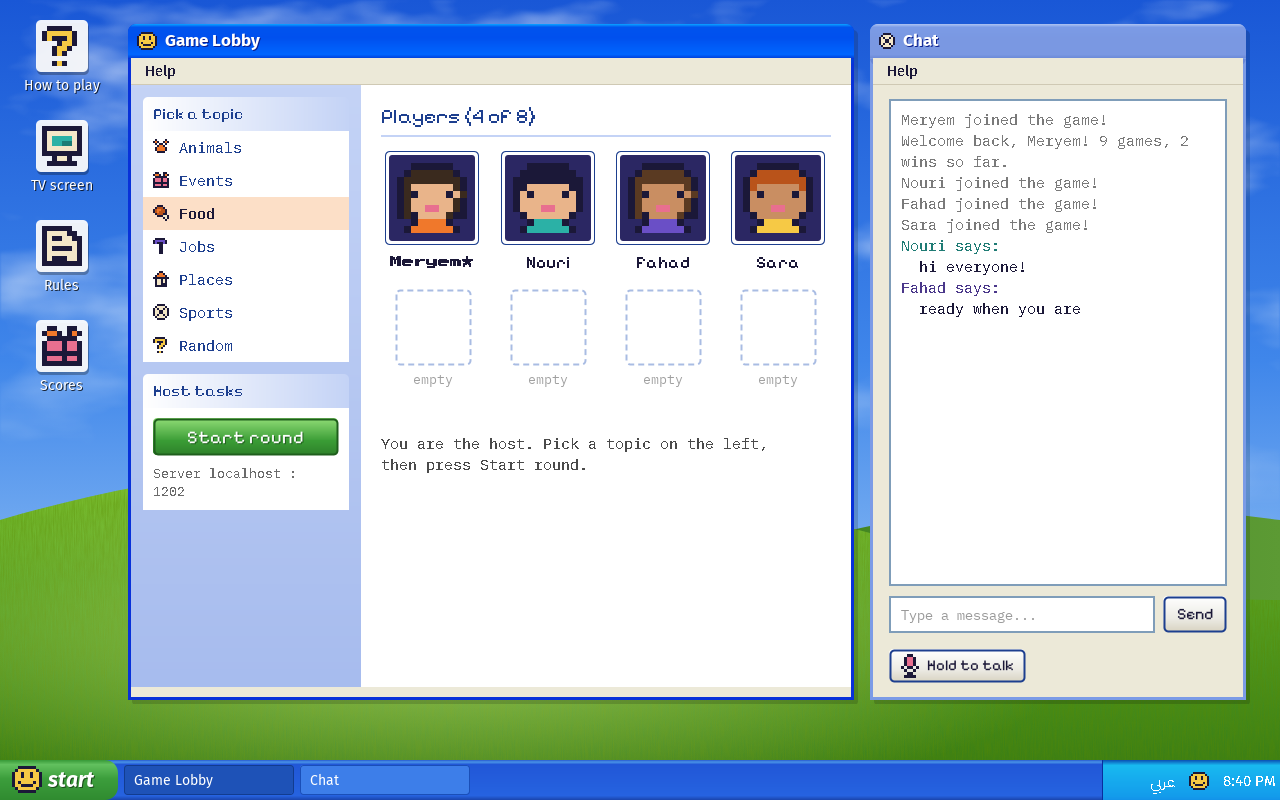 How to play
TV screen
Rules
Scores
Game Lobby
Help
Pick a topic
Animals
Events
Food
Jobs
Places
Sports
Random
Host tasks
Start round
Server localhost :
1202
Players (4 of 8)
Meryem★ Nouri Fahad Sara
empty empty empty empty
You are the host. Pick a topic on the left,
then press Start round.
Chat
Help
Meryem joined the game!
Welcome back, Meryem! 9 games, 2
wins so far.
Nouri joined the game!
Fahad joined the game!
Sara joined the game!
Nouri says:
hi everyone!
Fahad says:
ready when you are
Type a message...
Send
Hold to talk
start
Game Lobby
Chat
عربي
8:40 PM